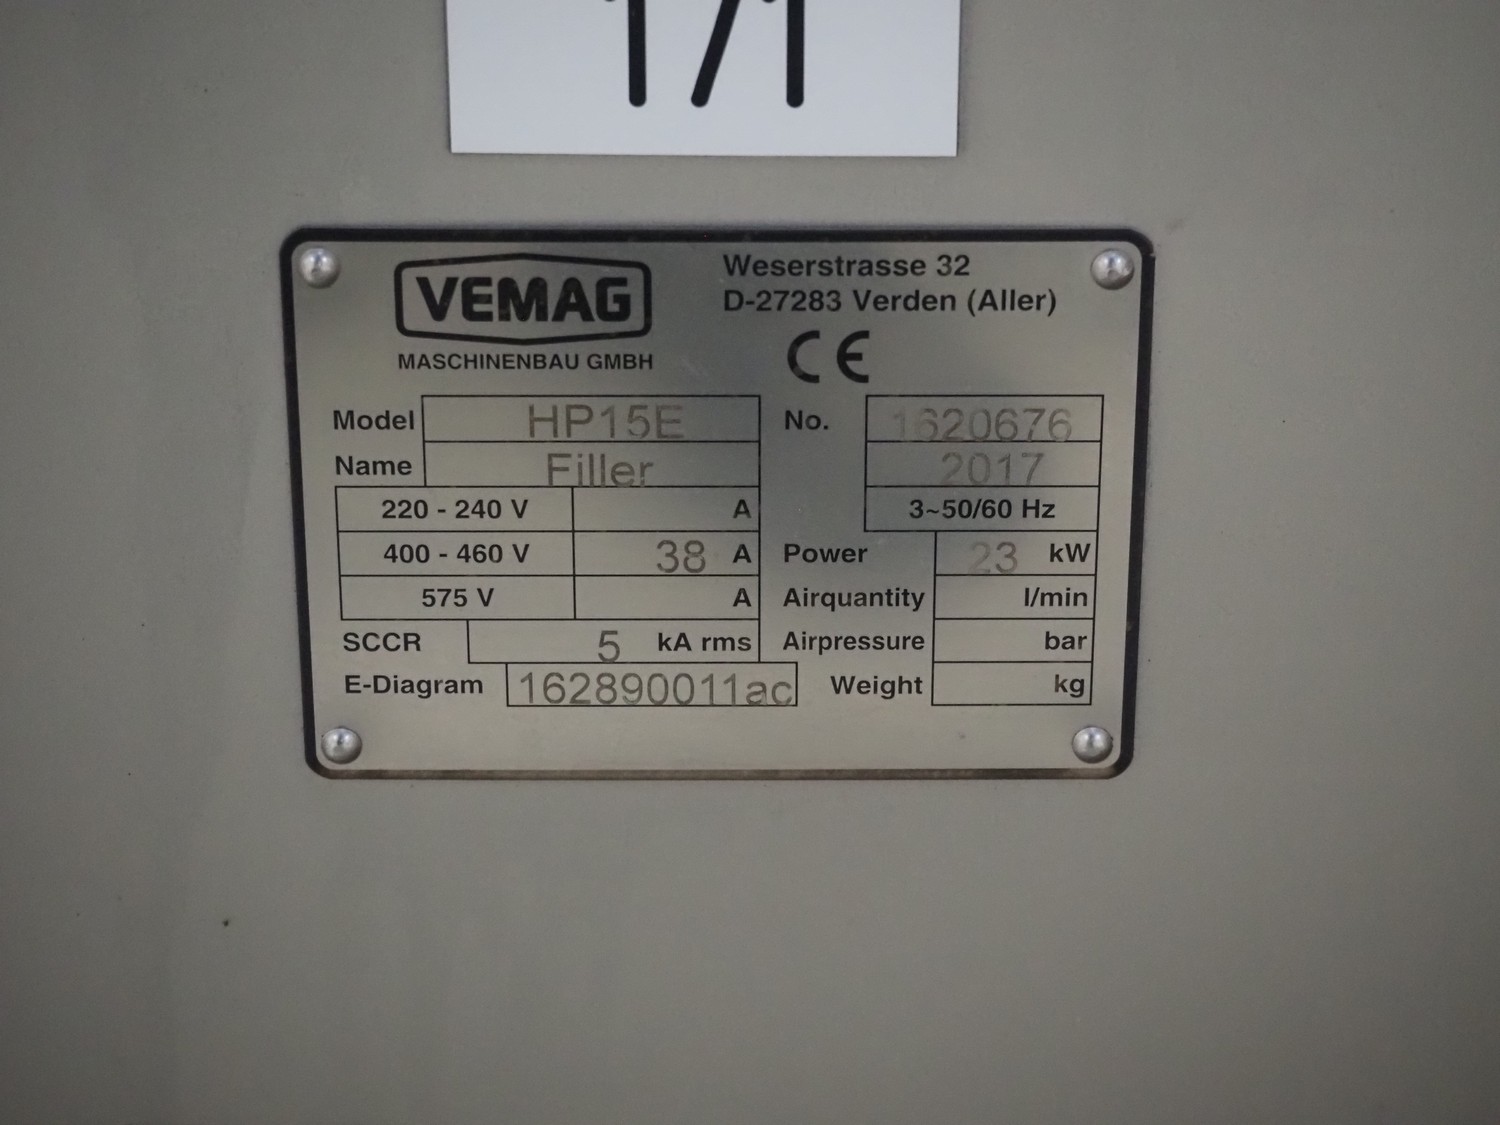 VEMAG
MASCHINENBAU GMBH
Weserstrasse 32
D-27283 Verden (Aller)
CE
Model HP15E No. 1620676
Name Filler 2017
220 - 240 V A 3~50/60 Hz
400 - 460 V 38 A Power 23 kW
575 V A Airquantity l/min
SCCR 5 kA rms Airpressure bar
E-Diagram 162890011ac Weight kg